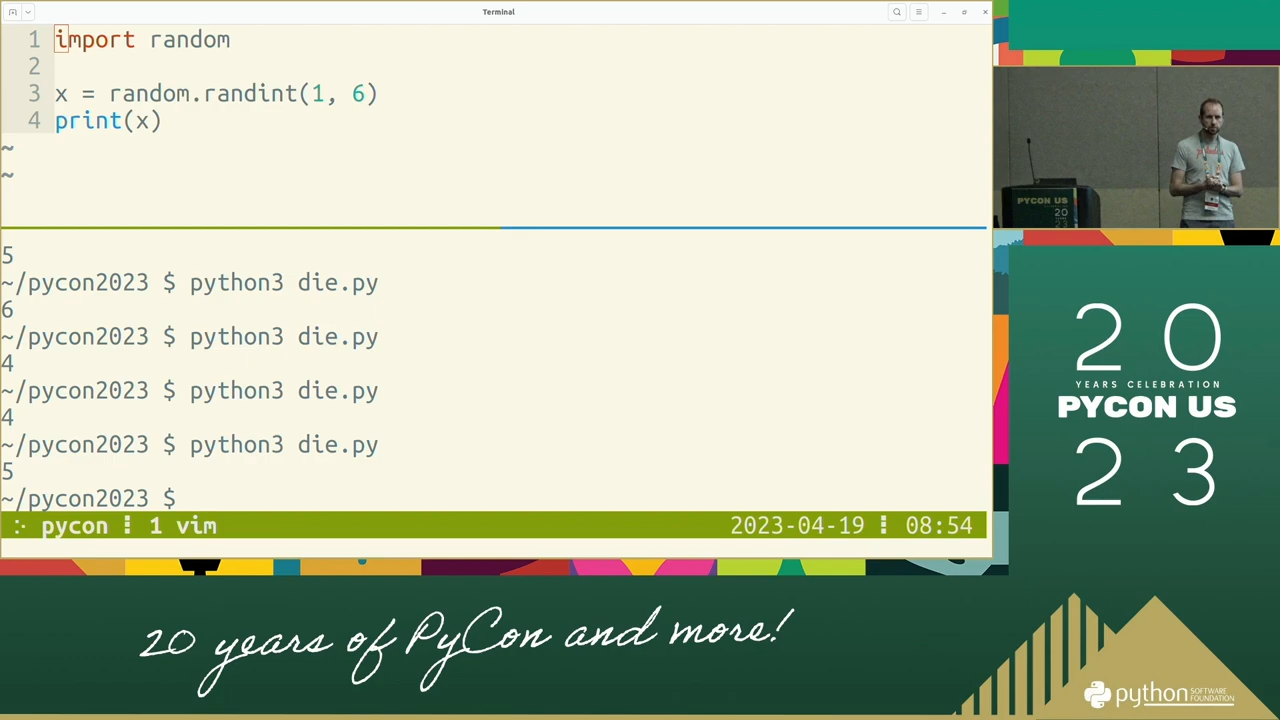 Terminal
1 import random
2
3 x = random.randint(1, 6)
4 print(x)
~
~
5
~/pycon2023 $ python3 die.py
6
~/pycon2023 $ python3 die.py
4
~/pycon2023 $ python3 die.py
4
~/pycon2023 $ python3 die.py
5
~/pycon2023 $
pycon ┇ 1 vim 2023-04-19 ┇ 08:54
PYCON US
20
23
20
YEARS CELEBRATION
PYCON US
23
20 years of PyCon and more!
python SOFTWARE
FOUNDATION